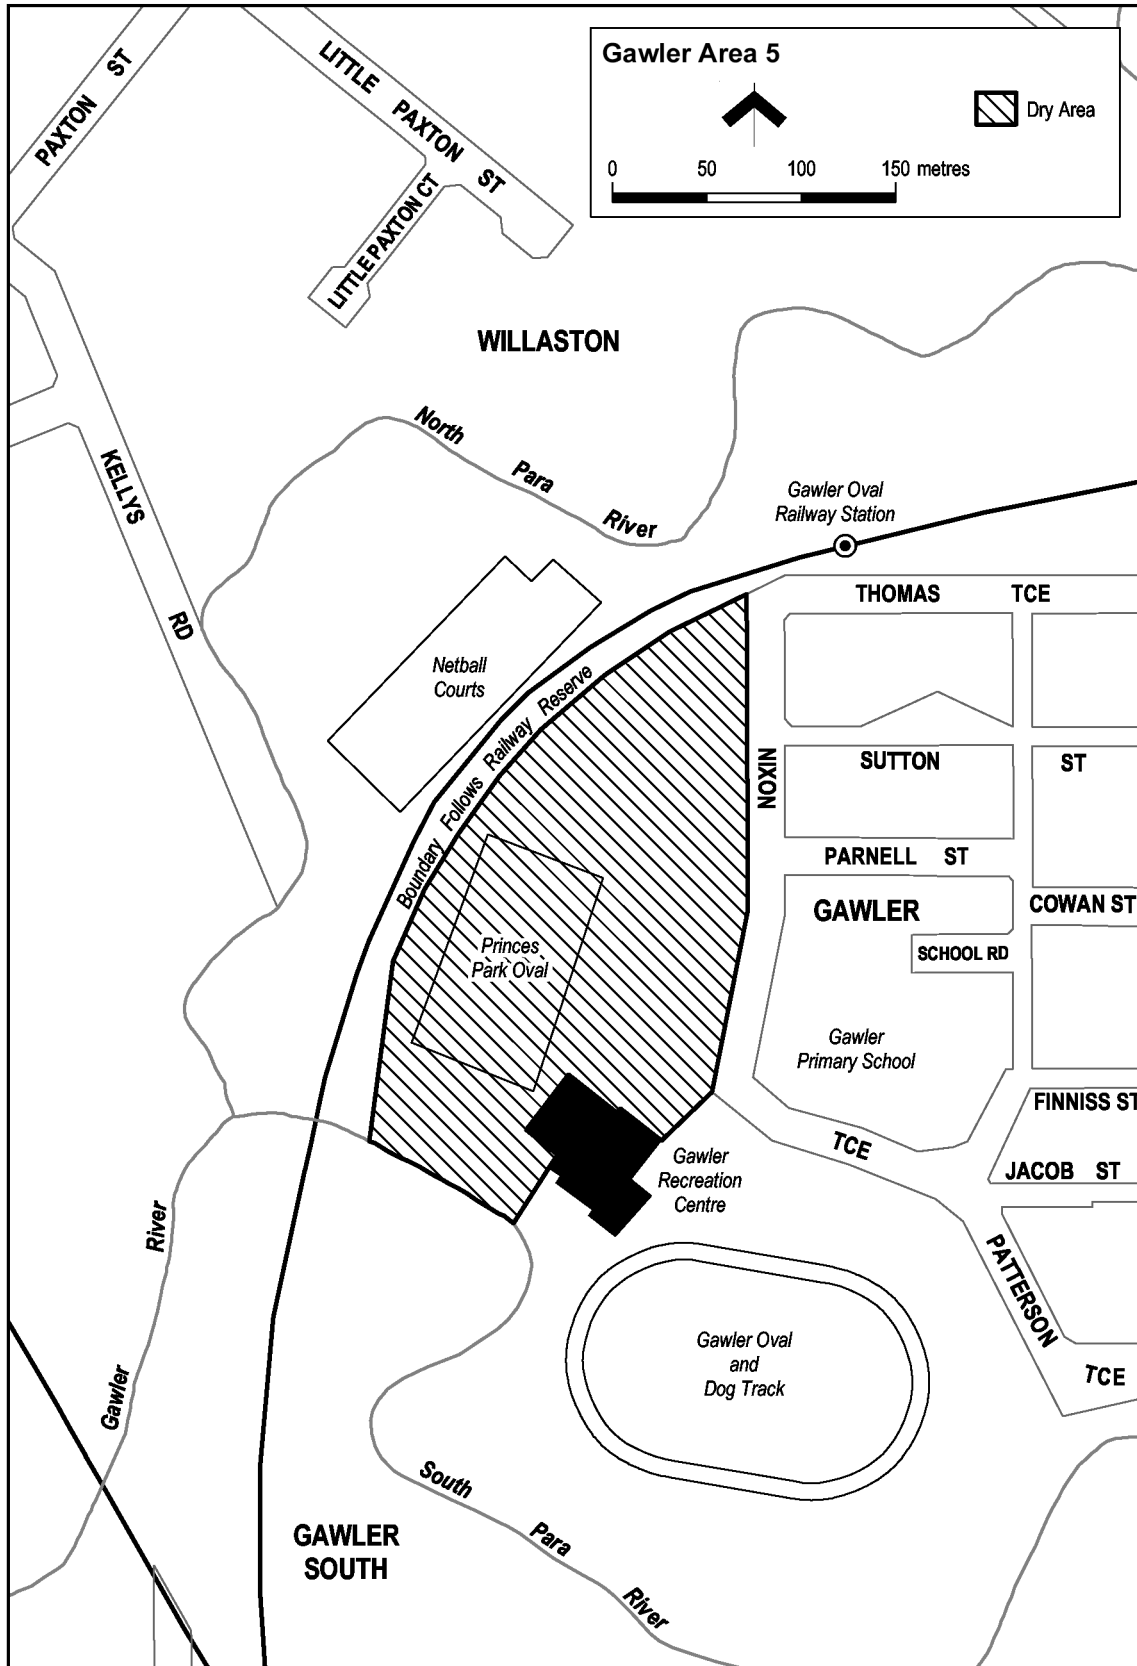 Gawler Area 5
Dry Area
0 50 100 150 metres
PAXTON ST
LITTLE PAXTON ST
LITTLE PAXTON CT
WILLASTON
North Para River
KELLYS RD
Gawler Oval
Railway Station
THOMAS TCE
Netball
Courts
Boundary Follows Railway Reserve
NIXON
SUTTON ST
PARNELL ST
GAWLER
COWAN ST
SCHOOL RD
Princes
Park Oval
Gawler
Primary School
FINNISS ST
TCE
JACOB ST
Gawler
Recreation
Centre
Gawler River
PATTERSON TCE
Gawler Oval
and
Dog Track
South Para River
GAWLER
SOUTH